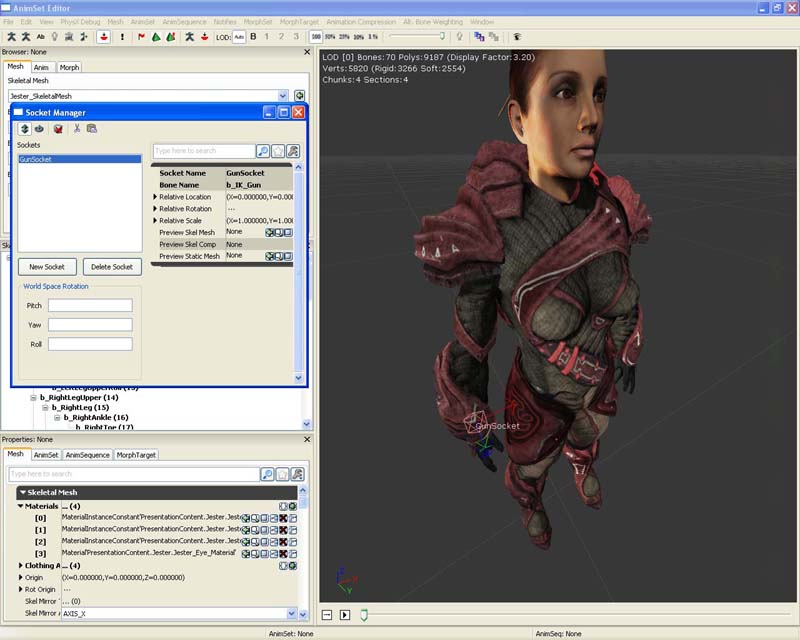 AnimSet Editor
File Edit View PhysX Debug Mesh AnimSet AnimSequence Notifies MorphSet MorphTarget Animation Compression Alt. Bone Weighting Window
LOD: Auto B 1 2 3 100 50% 25% 10% 1%
Browser: None
Mesh Anim Morph
Skeletal Mesh
Jester_SkeletalMesh
Socket Manager
Sockets
GunSocket
New Socket Delete Socket
World Space Rotation
Pitch
Yaw
Roll
Type here to search
Socket Name GunSocket
Bone Name b_IK_Gun
Relative Location (X=0.000000,Y=0.000
Relative Rotation ...
Relative Scale (X=1.000000,Y=1.000
Preview Skel Mesh None
Preview Skel Comp None
Preview Static Mesh None
b_RightLegUpper (14)
b_RightLeg (15)
b_RightAnkle (16)
b_RightToe (17)
Properties: None
Mesh AnimSet AnimSequence MorphTarget
Type here to search
Skeletal Mesh
Materials ... (4)
[0] MaterialInstanceConstant'PresentationContent.Jester.Jest
[1] MaterialInstanceConstant'PresentationContent.Jester.Jest
[2] MaterialInstanceConstant'PresentationContent.Jester.Jest
[3] Material'PresentationContent.Jester.Jester_Eye_Material'
Clothing A ... (4)
Origin (X=0.000000,Y=0.000000,Z=0.000000)
Rot Origin ...
Skel Mirror ... (0)
Skel Mirror AXIS_X
LOD [0] Bones:70 Polys:9187 (Display Factor:3.20)
Verts:5820 (Rigid:3266 Soft:2554)
Chunks:4 Sections:4
GunSocket
Z
X
Y
AnimSet: None AnimSeq: None